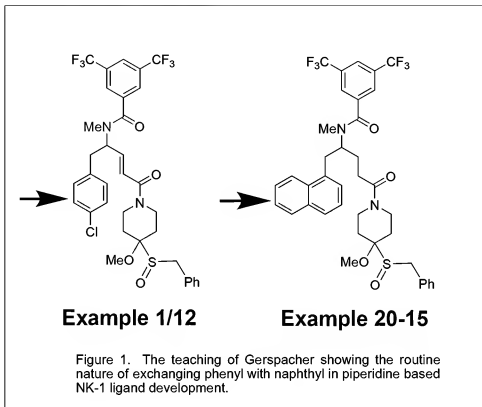 F₃C CF₃
MeN O
O
N
Cl
MeO S
O Ph
Example 1/12
F₃C CF₃
MeN O
O
N
MeO S
O Ph
Example 20-15
Figure 1. The teaching of Gerspacher showing the routine
nature of exchanging phenyl with naphthyl in piperidine based
NK-1 ligand development.